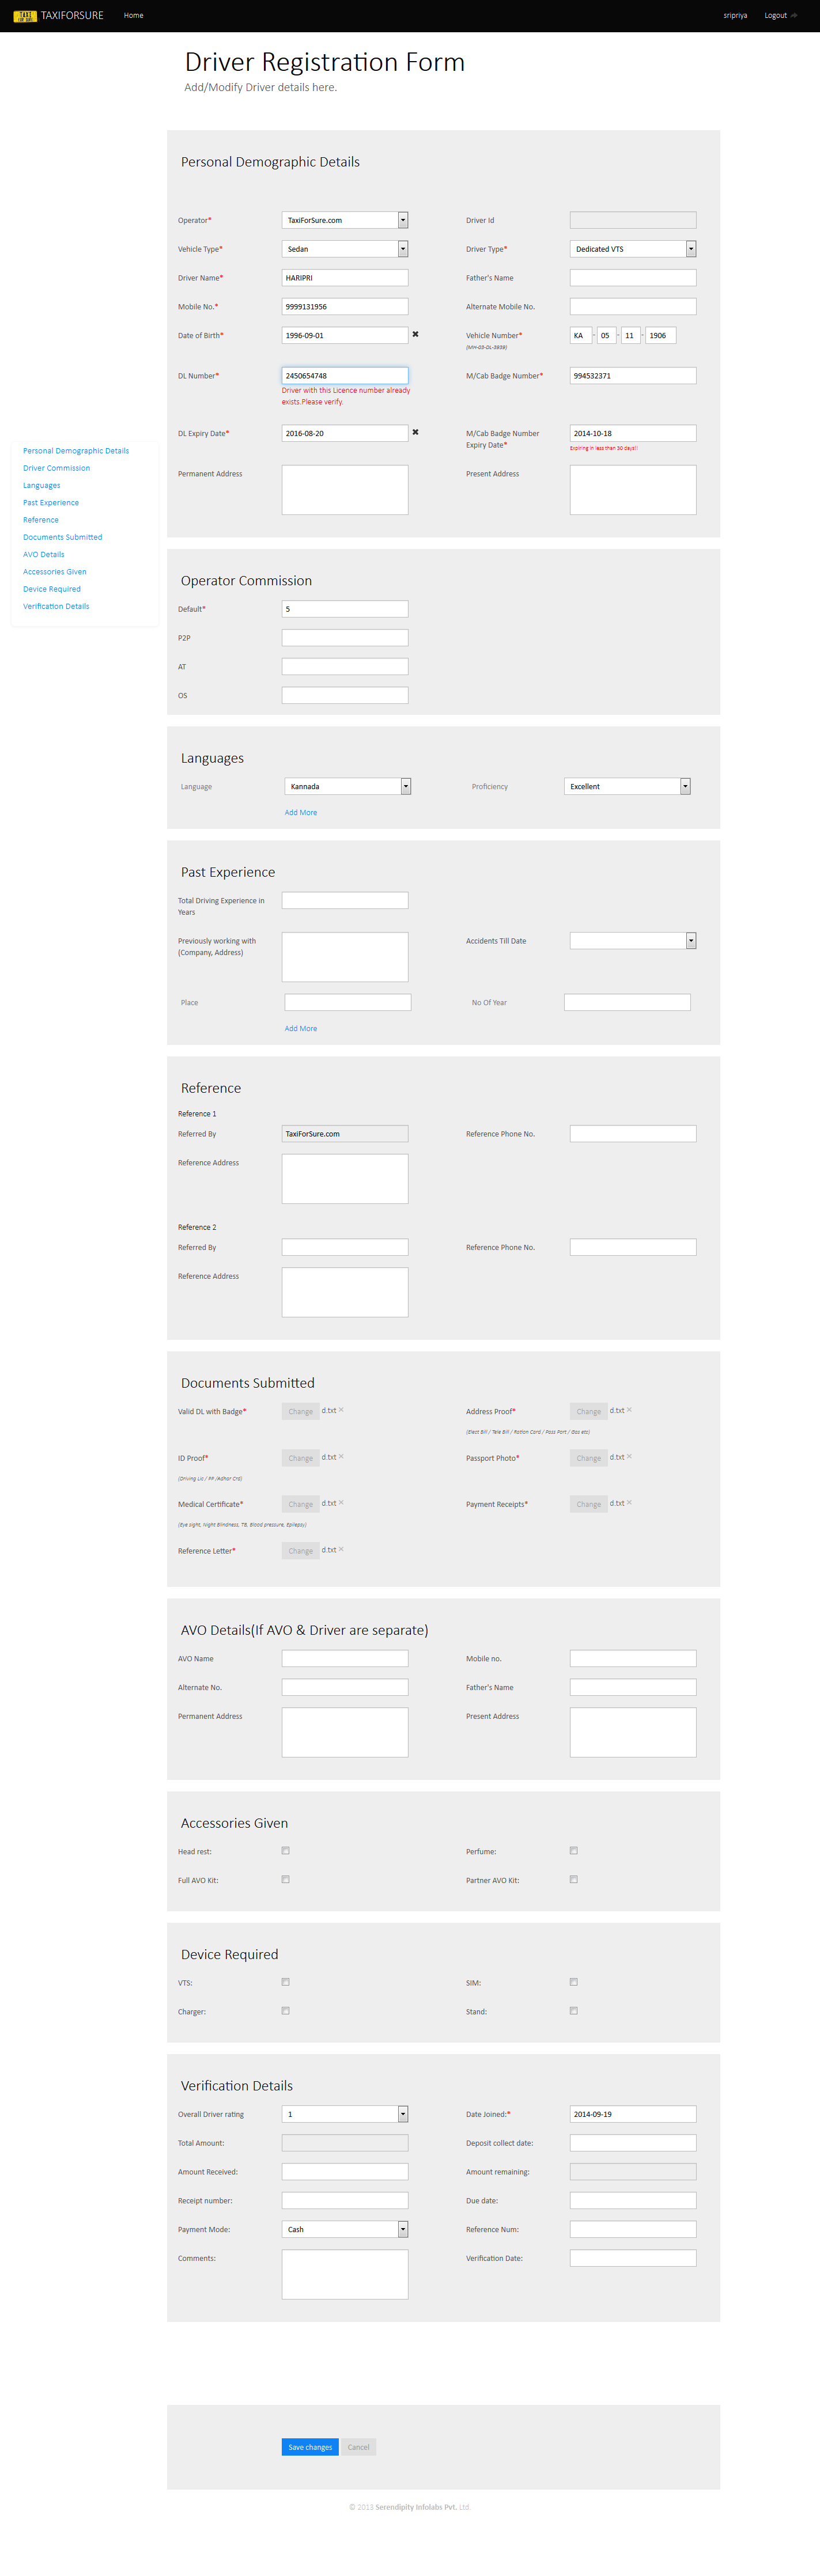 TAXI
FOR SURE
TAXIFORSURE Home sripriya Logout
Driver Registration Form
Add/Modify Driver details here.
Personal Demographic Details
Operator* TaxiForSure.com Driver Id
Vehicle Type* Sedan Driver Type* Dedicated VTS
Driver Name* HARIPRI Father's Name
Mobile No.* 9999131956 Alternate Mobile No.
Date of Birth* 1996-09-01 ✖ Vehicle Number* KA - 05 - 11 - 1906
(MH-03-DL-3838)
DL Number* 2450654748 M/Cab Badge Number* 994532371
Driver with this Licence number already
exists.Please verify.
DL Expiry Date* 2016-08-20 ✖ M/Cab Badge Number 2014-10-18
Expiry Date* Expiring in less than 30 days!!
Permanent Address Present Address
Personal Demographic Details
Driver Commission
Languages
Past Experience
Reference
Documents Submitted
AVO Details
Accessories Given
Device Required
Verification Details
Operator Commission
Default* 5
P2P
AT
OS
Languages
Language Kannada Proficiency Excellent
Add More
Past Experience
Total Driving Experience in
Years
Previously working with Accidents Till Date
(Company, Address)
Place No Of Year
Add More
Reference
Reference 1
Referred By TaxiForSure.com Reference Phone No.
Reference Address
Reference 2
Referred By Reference Phone No.
Reference Address
Documents Submitted
Valid DL with Badge* Change d.txt × Address Proof* Change d.txt ×
(Elect Bill / Tele Bill / Ration Card / Pass Port / Gas etc)
ID Proof* Change d.txt × Passport Photo* Change d.txt ×
(Driving Lic / PP /Adhar Crd)
Medical Certificate* Change d.txt × Payment Receipts* Change d.txt ×
(Eye sight, Night Blindness, TB, Blood pressure, Epilepsy)
Reference Letter* Change d.txt ×
AVO Details(If AVO & Driver are separate)
AVO Name Mobile no.
Alternate No. Father's Name
Permanent Address Present Address
Accessories Given
Head rest: Perfume:
Full AVO Kit: Partner AVO Kit:
Device Required
VTS: SIM:
Charger: Stand:
Verification Details
Overall Driver rating 1 Date Joined:* 2014-09-19
Total Amount: Deposit collect date:
Amount Received: Amount remaining:
Receipt number: Due date:
Payment Mode: Cash Reference Num:
Comments: Verification Date:
Save changes Cancel
© 2013 Serendipity Infolabs Pvt. Ltd